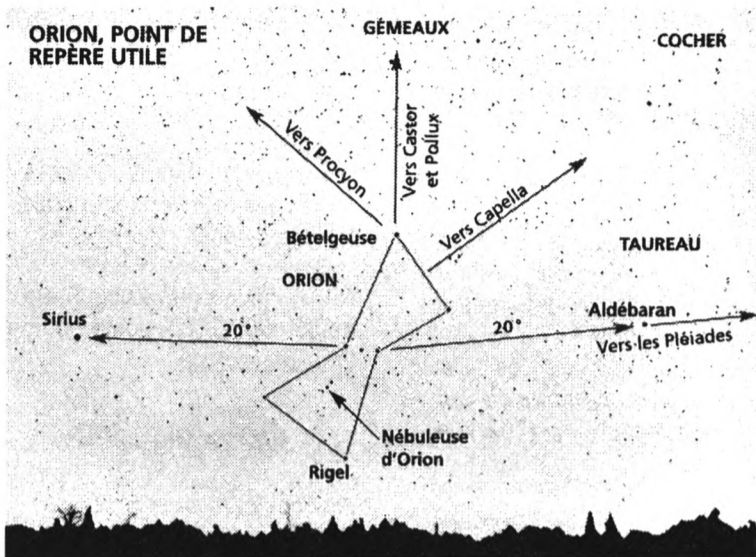 ORION, POINT DE
REPÈRE UTILE
GÉMEAUX
COCHER
Vers Procyon
Vers Castor
et Pollux
Vers Capella
Bételgeuse
ORION
TAUREAU
Sirius
20°
20°
Aldébaran
Vers les Pléiades
Nébuleuse
d'Orion
Rigel